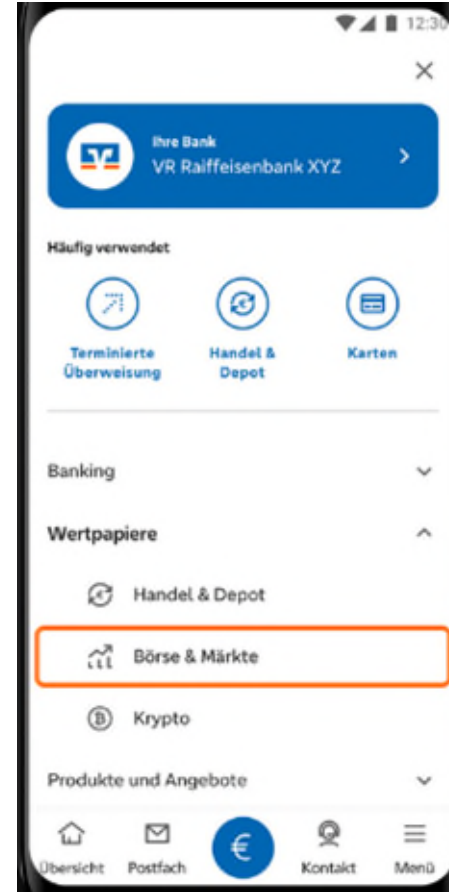 12:30
Ihre Bank
VR Raiffeisenbank XYZ
Häufig verwendet
Terminierte
Überweisung
Handel &
Depot
Karten
Banking
Wertpapiere
Handel & Depot
Börse & Märkte
Krypto
Produkte und Angebote
Übersicht Postfach € Kontakt Menü